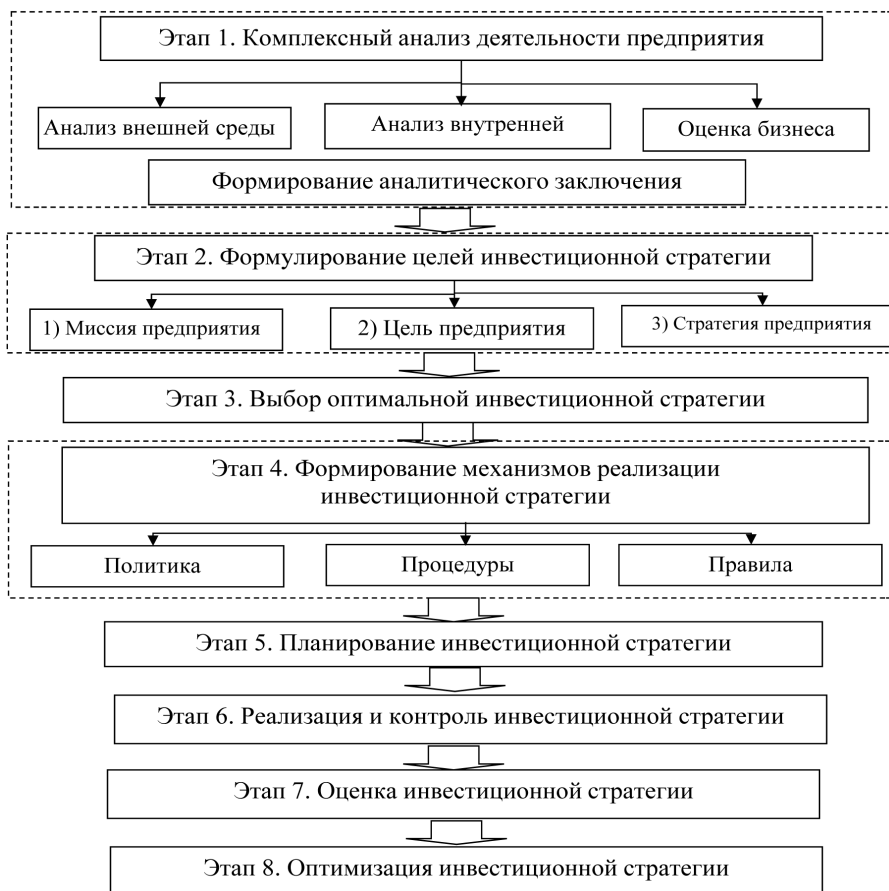 Этап 1. Комплексный анализ деятельности предприятия
Анализ внешней среды
Анализ внутренней
Оценка бизнеса
Формирование аналитического заключения
Этап 2. Формулирование целей инвестиционной стратегии
1) Миссия предприятия
2) Цель предприятия
3) Стратегия предприятия
Этап 3. Выбор оптимальной инвестиционной стратегии
Этап 4. Формирование механизмов реализации
инвестиционной стратегии
Политика
Процедуры
Правила
Этап 5. Планирование инвестиционной стратегии
Этап 6. Реализация и контроль инвестиционной стратегии
Этап 7. Оценка инвестиционной стратегии
Этап 8. Оптимизация инвестиционной стратегии